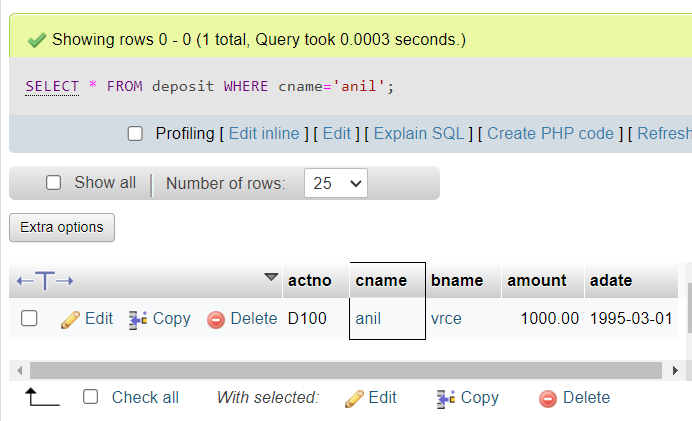 Showing rows 0 - 0 (1 total, Query took 0.0003 seconds.)
SELECT * FROM deposit WHERE cname='anil';
Profiling [ Edit inline ] [ Edit ] [ Explain SQL ] [ Create PHP code ] [ Refresh
Show all Number of rows: 25
Extra options
←T→ actno cname bname amount adate
Edit Copy Delete D100 anil vrce 1000.00 1995-03-01
Check all With selected: Edit Copy Delete